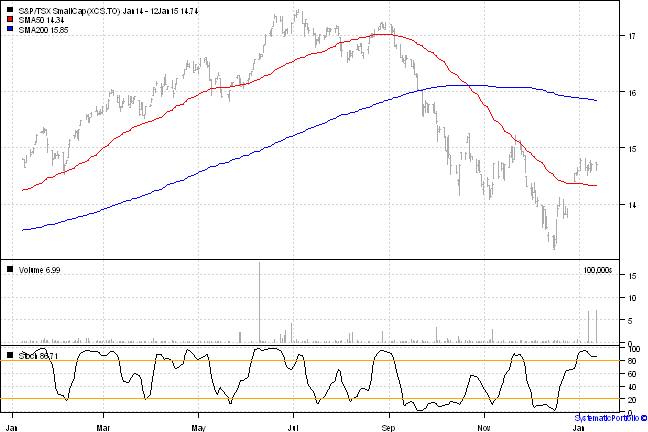 S&P/TSX SmallCap(XCS.TO) Jan14 - 12Jan15 14.74
SMA50 14.34
SMA200 15.85
17
16
15
14
Volume 6.99
100,000s
15
10
5
0
Stoch 86.71
100
80
60
40
20
0
SystematicPortfolio ©
Jan
Mar
May
Jul
Sep
Nov
Jan